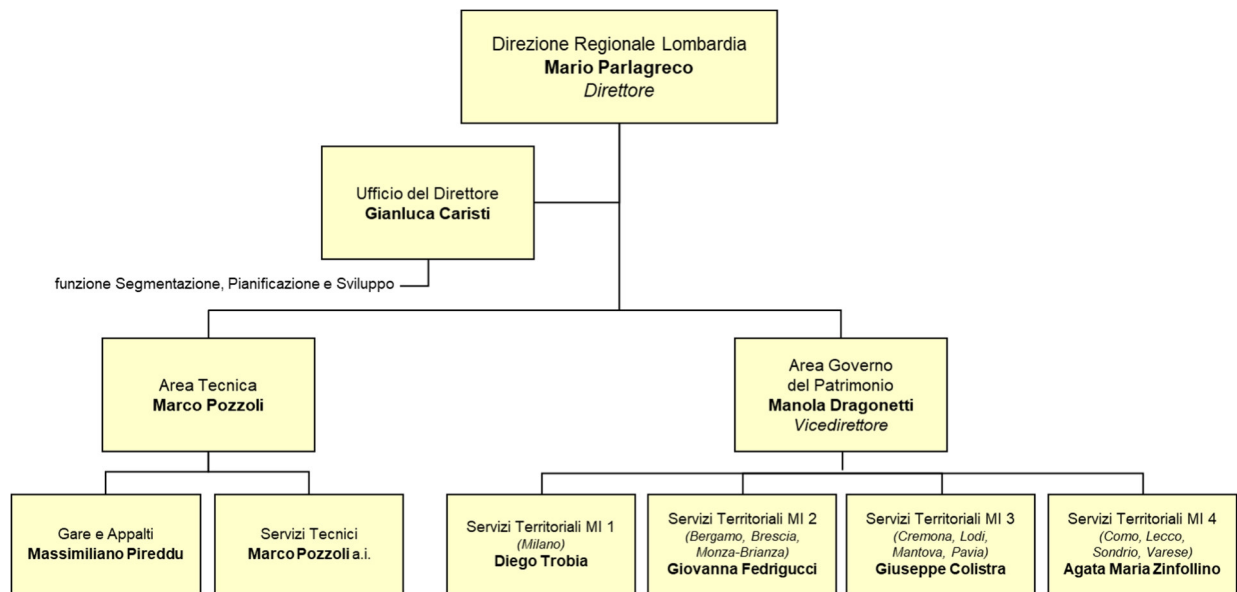 Direzione Regionale Lombardia
Mario Parlagreco
Direttore
Ufficio del Direttore
Gianluca Caristi
funzione Segmentazione, Pianificazione e Sviluppo
Area Tecnica
Marco Pozzoli
Area Governo
del Patrimonio
Manola Dragonetti
Vicedirettore
Gare e Appalti
Massimiliano Pireddu
Servizi Tecnici
Marco Pozzoli a.i.
Servizi Territoriali MI 1
(Milano)
Diego Trobia
Servizi Territoriali MI 2
(Bergamo, Brescia,
Monza-Brianza)
Giovanna Fedrigucci
Servizi Territoriali MI 3
(Cremona, Lodi,
Mantova, Pavia)
Giuseppe Colistra
Servizi Territoriali MI 4
(Como, Lecco,
Sondrio, Varese)
Agata Maria Zinfollino